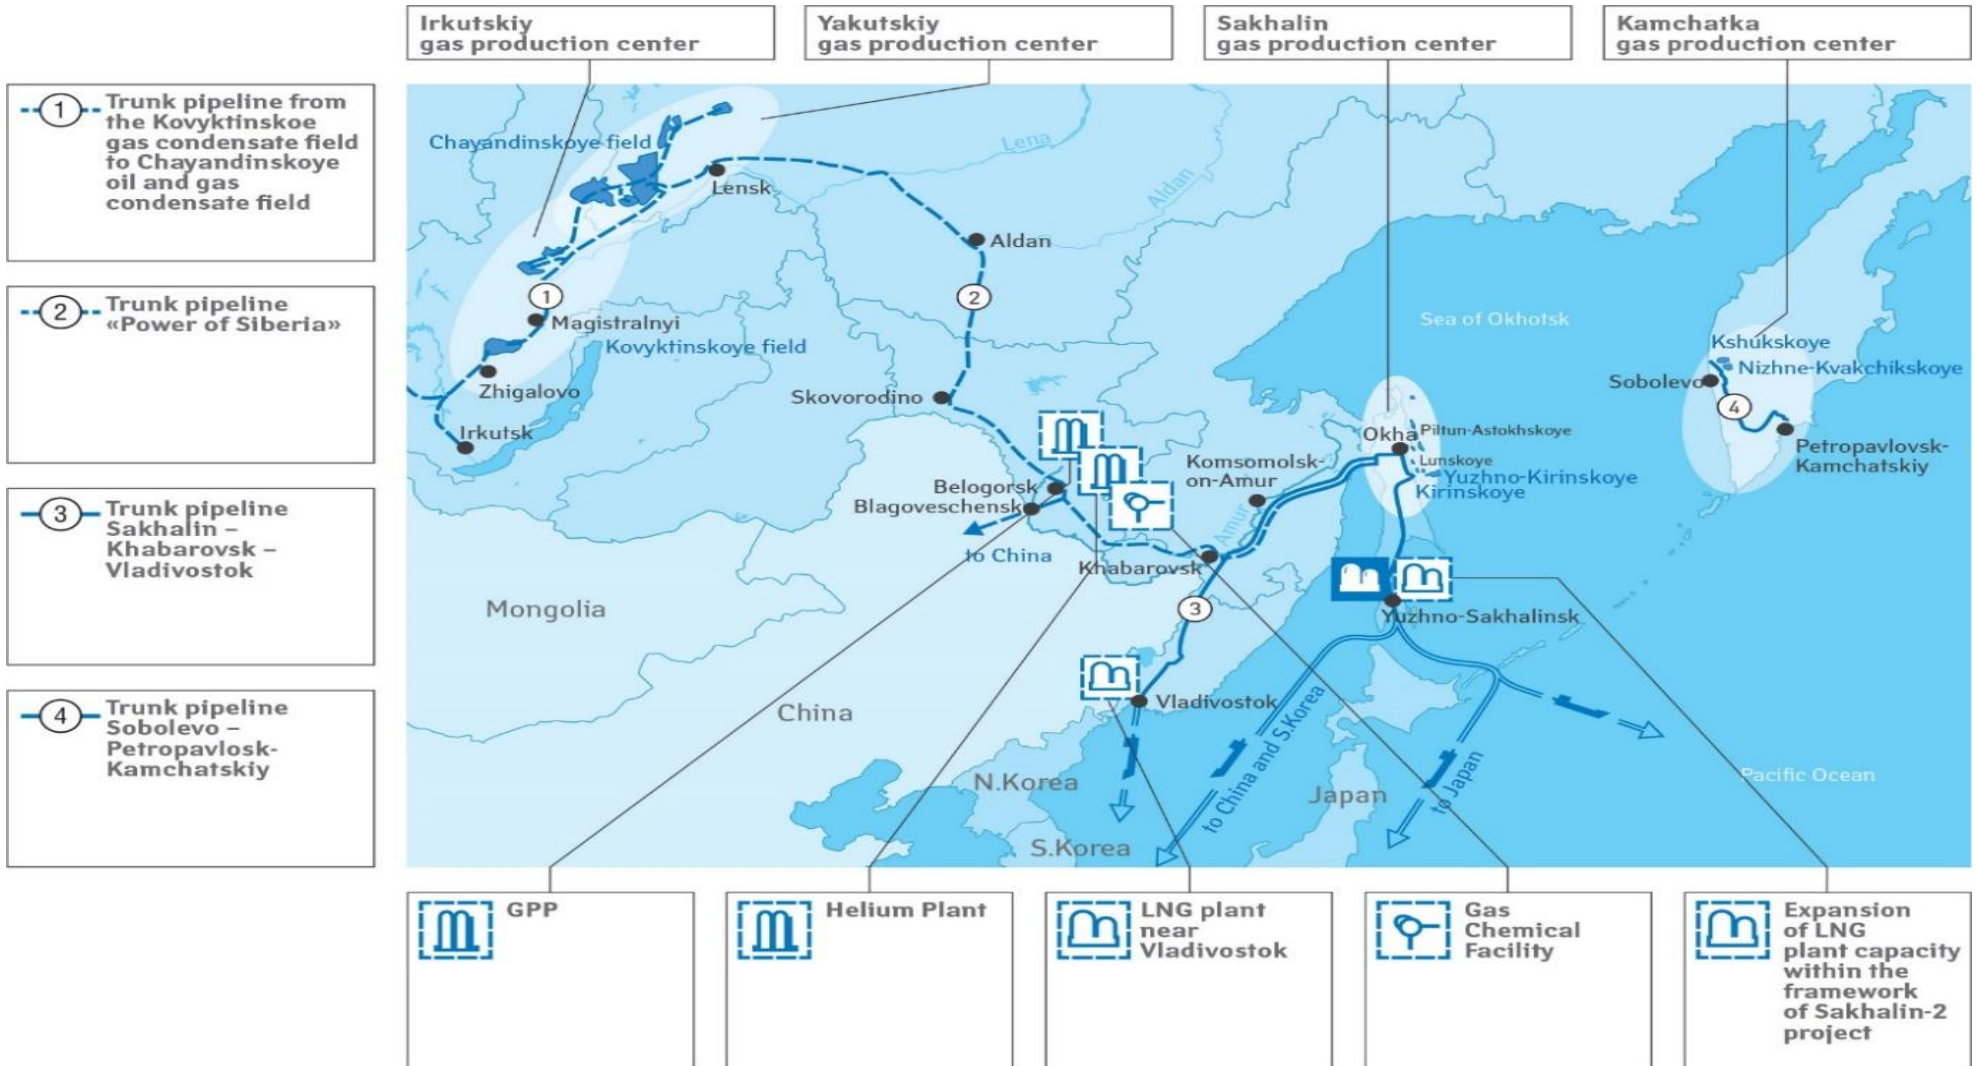 Irkutskiy
gas production center
Yakutskiy
gas production center
Sakhalin
gas production center
Kamchatka
gas production center
1
Trunk pipeline from
the Kovyktinskoe
gas condensate field
to Chayandinskoye
oil and gas
condensate field
2
Trunk pipeline
«Power of Siberia»
3
Trunk pipeline
Sakhalin –
Khabarovsk –
Vladivostok
4
Trunk pipeline
Sobolevo –
Petropavlosk-
Kamchatskiy
Chayandinskoye field
Lena
Lensk
Aldan
Aldan
1
2
Magistralnyi
Kovyktinskoye field
Zhigalovo
Irkutsk
Skovorodino
Sea of Okhotsk
Kshukskoye
Nizhne-Kvakchikskoye
Sobolevo
4
Petropavlovsk-
Kamchatskiy
Okha
Piltun-Astokhskoye
Lunskoye
Yuzhno-Kirinskoye
Kirinskoye
Komsomolsk-
on-Amur
Amur
Belogorsk
Blagoveschensk
to China
Khabarovsk
3
Yuzhno-Sakhalinsk
Mongolia
China
Vladivostok
N.Korea
S.Korea
Japan
to China and S.Korea
to Japan
Pacific Ocean
GPP
Helium Plant
LNG plant
near
Vladivostok
Gas
Chemical
Facility
Expansion
of LNG
plant capacity
within the
framework
of Sakhalin-2
project